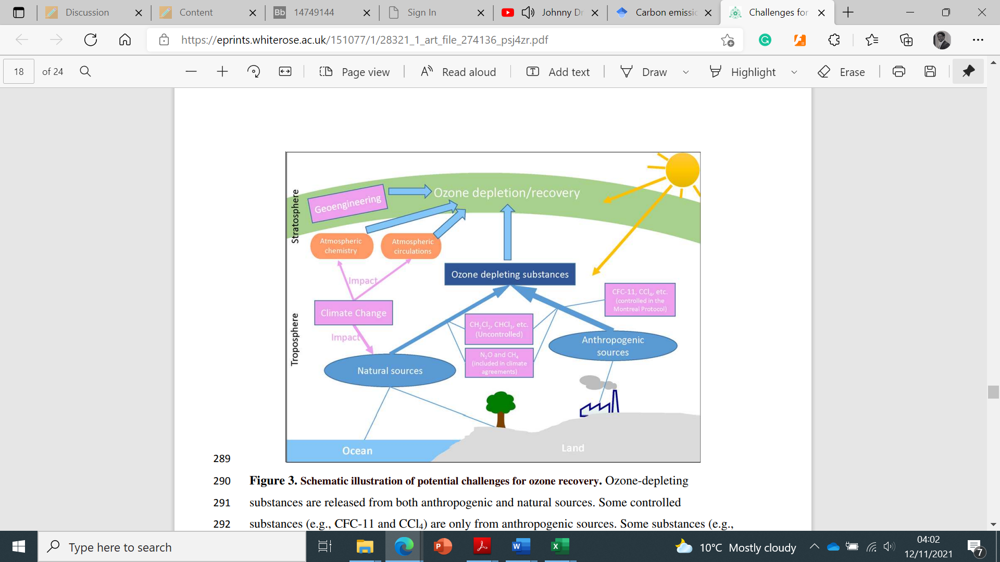 Discussion
Content
Bb 14749144
Sign In
Johnny Dr
Carbon emissic
Challenges for
https://eprints.whiterose.ac.uk/151077/1/28321_1_art_file_274136_psj4zr.pdf
18 of 24
Page view
Read aloud
Add text
Draw
Highlight
Erase
Stratosphere
Geoengineering
Ozone depletion/recovery
Atmospheric
chemistry
Atmospheric
circulations
Impact
Ozone depleting substances
CFC-11, CCl₄, etc.
(controlled in the
Montreal Protocol)
Climate Change
Troposphere
Impact
CH₂Cl₂, CHCl₃, etc.
(Uncontrolled)
N₂O and CH₄
(included in climate
agreements)
Anthropogenic
sources
Natural sources
Ocean
Land
289
290 Figure 3. Schematic illustration of potential challenges for ozone recovery. Ozone-depleting
291 substances are released from both anthropogenic and natural sources. Some controlled
292 substances (e.g., CFC-11 and CCl₄) are only from anthropogenic sources. Some substances (e.g.,
Type here to search
P
W
X
10°C Mostly cloudy
04:02
12/11/2021
7